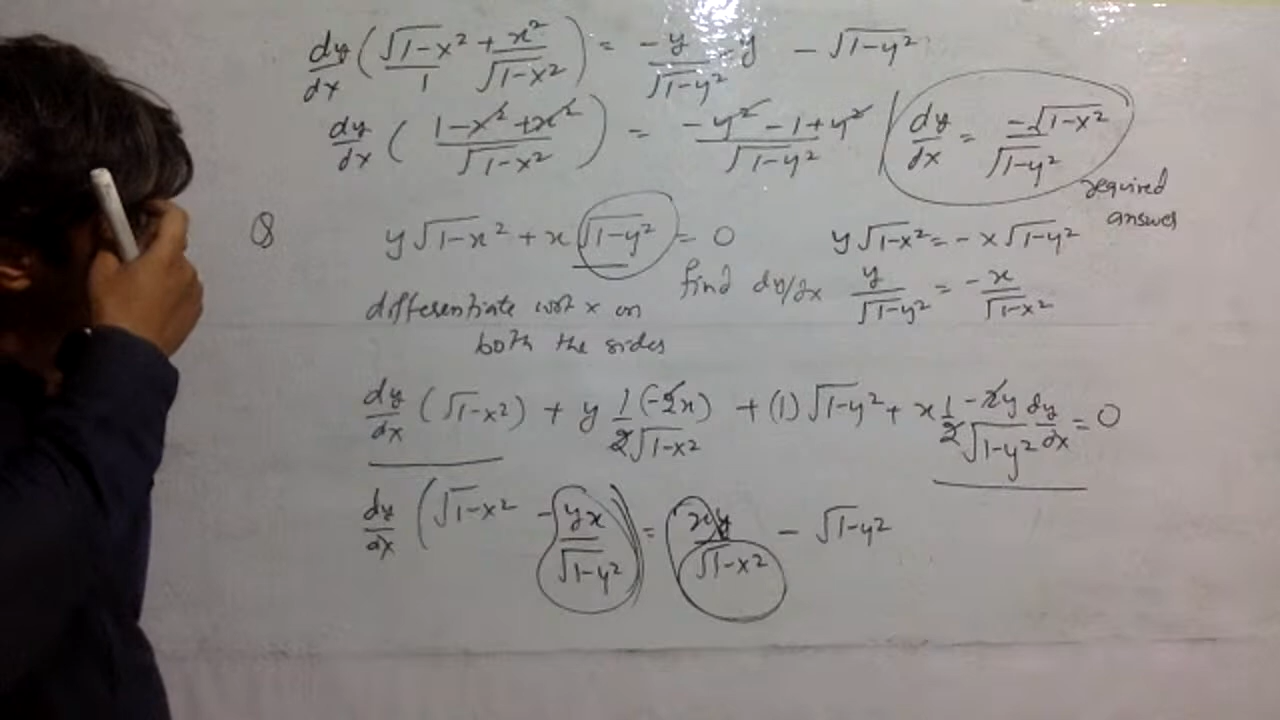 dy/dx ( √1-x² / 1 + x² / √1-x² ) = -y / √1-y² · y - √1-y²
dy/dx ( 1-x²+x² / √1-x² ) = -y²-1+y² / √1-y² | dy/dx = -√1-x² / √1-y²
required
answer
Q y√1-x² + x√1-y² = 0 y√1-x² = -x√1-y²
find dy/dx y / √1-y² = -x / √1-x²
differentiate wrt x on
both the sides
dy/dx (√1-x²) + y 1(-2x) / 2√1-x² + (1)√1-y² + x 1/2 -2y / √1-y² dy/dx = 0
dy/dx ( √1-x² - yx / √1-y² ) = xy / √1-x² - √1-y²